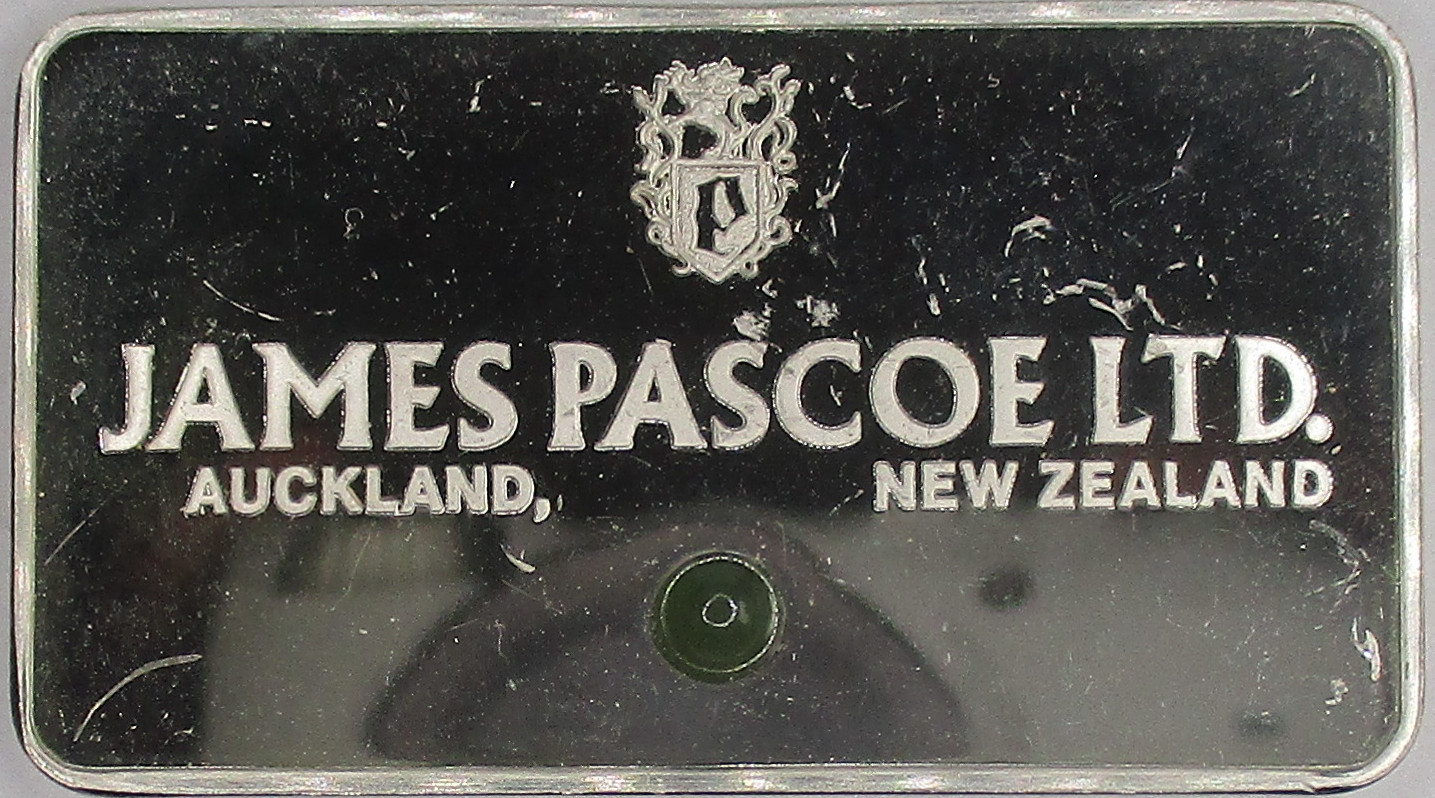 P
JAMES PASCOE LTD.
AUCKLAND, NEW ZEALAND